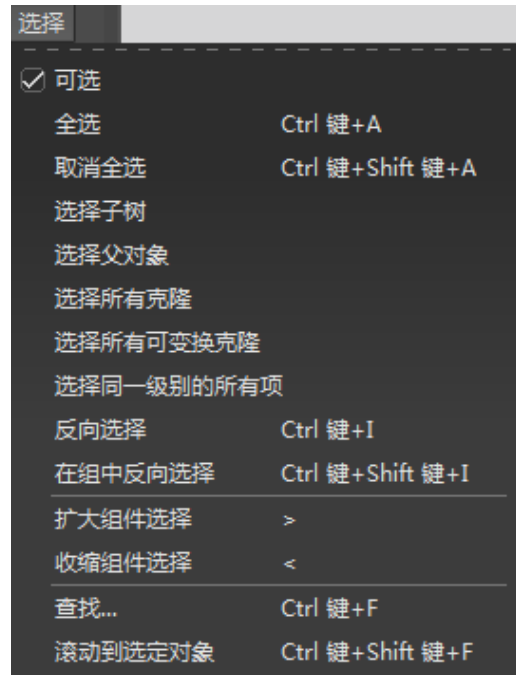 选择
可选
全选 Ctrl 键+A
取消全选 Ctrl 键+Shift 键+A
选择子树
选择父对象
选择所有克隆
选择所有可变换克隆
选择同一级别的所有项
反向选择 Ctrl 键+I
在组中反向选择 Ctrl 键+Shift 键+I
扩大组件选择 >
收缩组件选择 <
查找... Ctrl 键+F
滚动到选定对象 Ctrl 键+Shift 键+F